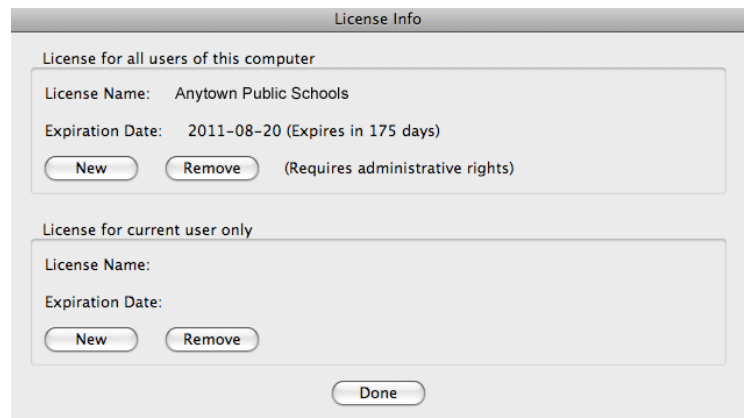 License Info
License for all users of this computer
License Name: Anytown Public Schools
Expiration Date: 2011-08-20 (Expires in 175 days)
New Remove (Requires administrative rights)
License for current user only
License Name:
Expiration Date:
New Remove
Done